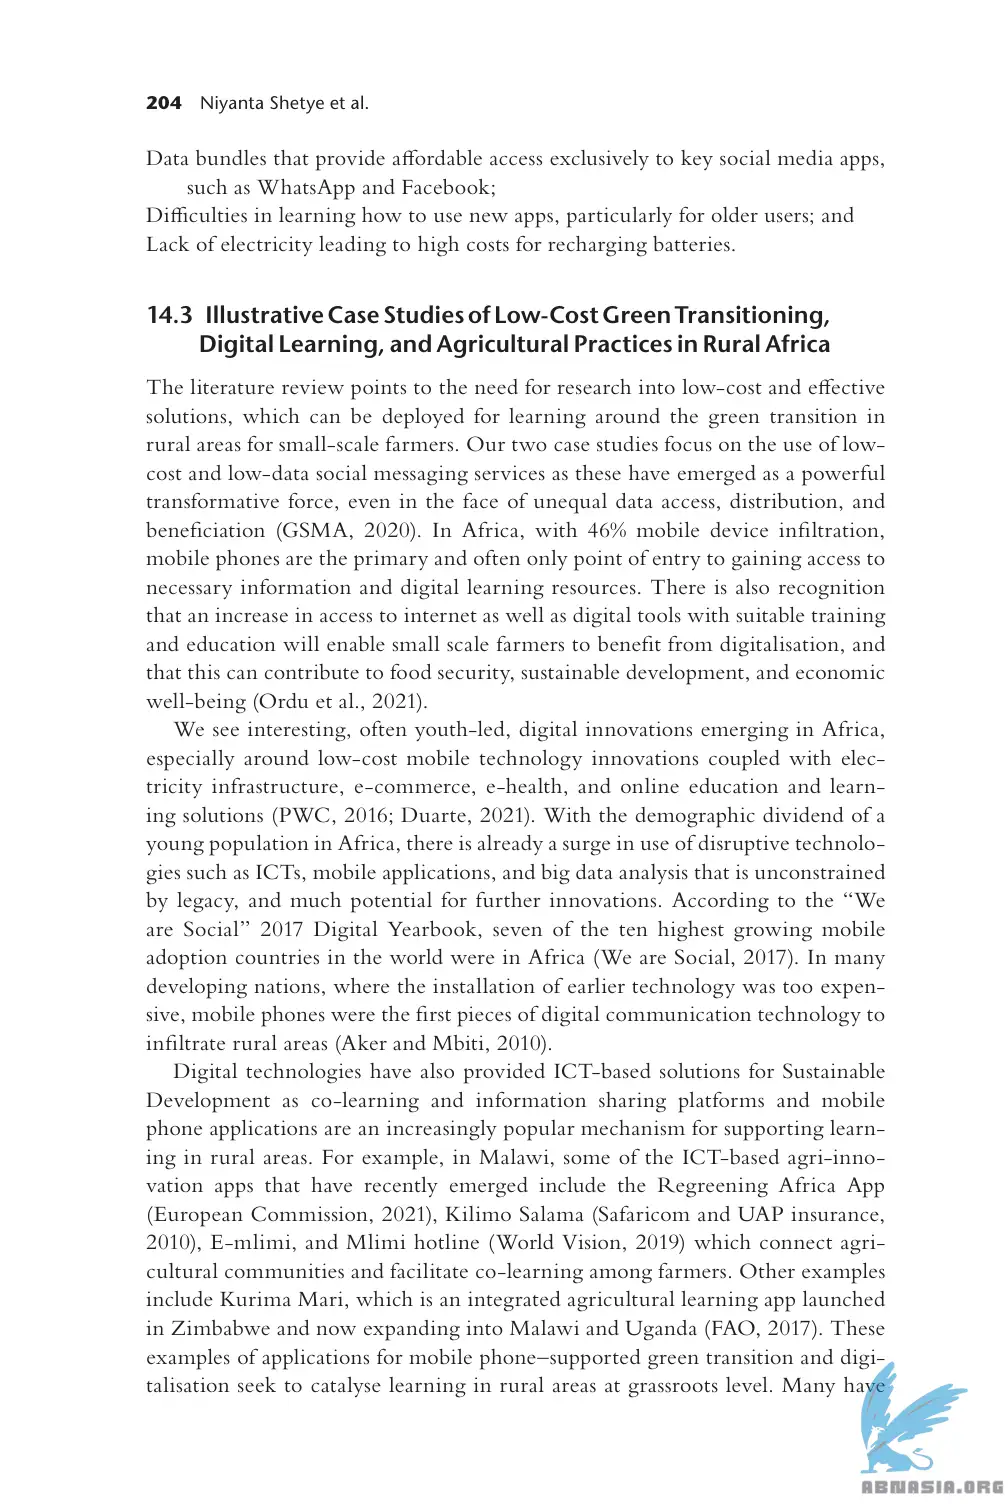 204 Niyanta Shetye et al.
Data bundles that provide affordable access exclusively to key social media apps,
such as WhatsApp and Facebook;
Difficulties in learning how to use new apps, particularly for older users; and
Lack of electricity leading to high costs for recharging batteries.
14.3 Illustrative Case Studies of Low-Cost Green Transitioning,
Digital Learning, and Agricultural Practices in Rural Africa
The literature review points to the need for research into low-cost and effective
solutions, which can be deployed for learning around the green transition in
rural areas for small-scale farmers. Our two case studies focus on the use of low-
cost and low-data social messaging services as these have emerged as a powerful
transformative force, even in the face of unequal data access, distribution, and
beneficiation (GSMA, 2020). In Africa, with 46% mobile device infiltration,
mobile phones are the primary and often only point of entry to gaining access to
necessary information and digital learning resources. There is also recognition
that an increase in access to internet as well as digital tools with suitable training
and education will enable small scale farmers to benefit from digitalisation, and
that this can contribute to food security, sustainable development, and economic
well-being (Ordu et al., 2021).
We see interesting, often youth-led, digital innovations emerging in Africa,
especially around low-cost mobile technology innovations coupled with elec-
tricity infrastructure, e-commerce, e-health, and online education and learn-
ing solutions (PWC, 2016; Duarte, 2021). With the demographic dividend of a
young population in Africa, there is already a surge in use of disruptive technolo-
gies such as ICTs, mobile applications, and big data analysis that is unconstrained
by legacy, and much potential for further innovations. According to the “We
are Social” 2017 Digital Yearbook, seven of the ten highest growing mobile
adoption countries in the world were in Africa (We are Social, 2017). In many
developing nations, where the installation of earlier technology was too expen-
sive, mobile phones were the first pieces of digital communication technology to
infiltrate rural areas (Aker and Mbiti, 2010).
Digital technologies have also provided ICT-based solutions for Sustainable
Development as co-learning and information sharing platforms and mobile
phone applications are an increasingly popular mechanism for supporting learn-
ing in rural areas. For example, in Malawi, some of the ICT-based agri-inno-
vation apps that have recently emerged include the Regreening Africa App
(European Commission, 2021), Kilimo Salama (Safaricom and UAP insurance,
2010), E-mlimi, and Mlimi hotline (World Vision, 2019) which connect agri-
cultural communities and facilitate co-learning among farmers. Other examples
include Kurima Mari, which is an integrated agricultural learning app launched
in Zimbabwe and now expanding into Malawi and Uganda (FAO, 2017). These
examples of applications for mobile phone–supported green transition and digi-
talisation seek to catalyse learning in rural areas at grassroots level. Many have
ABNASIA.ORG